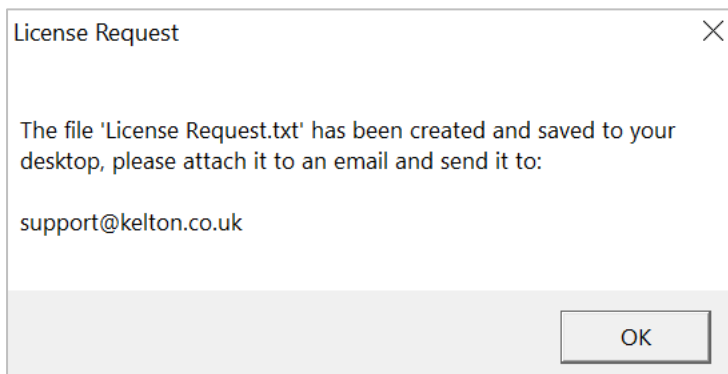 License Request
The file 'License Request.txt' has been created and saved to your
desktop, please attach it to an email and send it to:
support@kelton.co.uk
OK